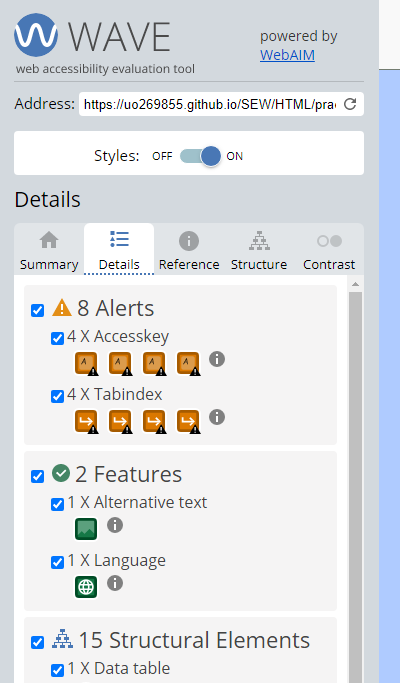 WAVE
web accessibility evaluation tool
powered by
WebAIM
Address: https://uo269855.github.io/SEW/HTML/prac
Styles: OFF ON
Details
Summary Details Reference Structure Contrast
8 Alerts
4 X Accesskey
A A A A
4 X Tabindex
2 Features
1 X Alternative text
1 X Language
15 Structural Elements
1 X Data table